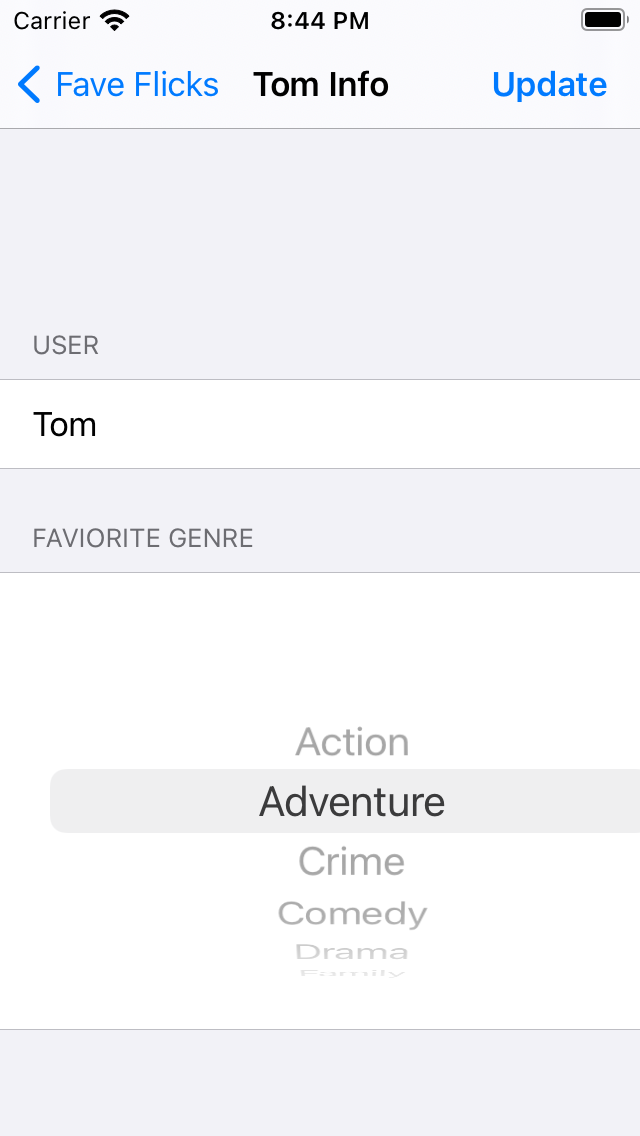 Carrier 8:44 PM
Fave Flicks Tom Info Update
USER
Tom
FAVIORITE GENRE
Action
Adventure
Crime
Comedy
Drama
Family